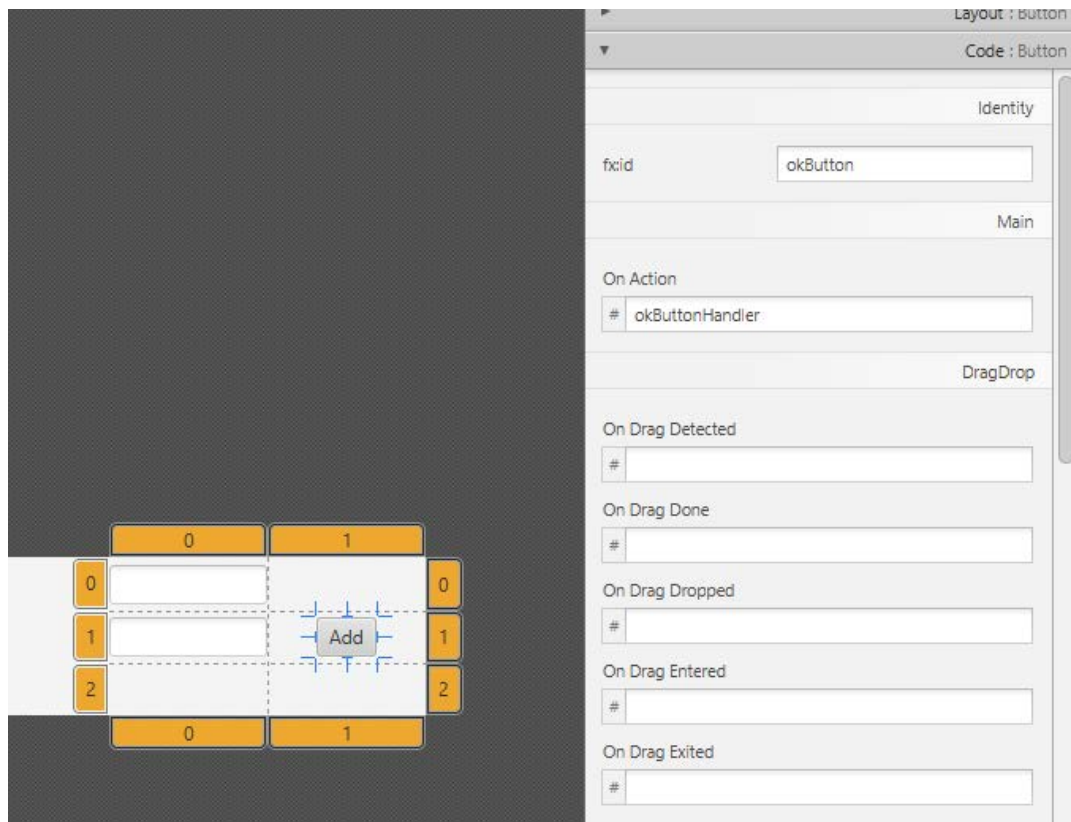 Layout : Button
Code : Button
Identity
fx:id okButton
Main
On Action
# okButtonHandler
DragDrop
On Drag Detected
#
On Drag Done
#
On Drag Dropped
#
On Drag Entered
#
On Drag Exited
#
0 1
0 0
1 Add 1
2 2
0 1